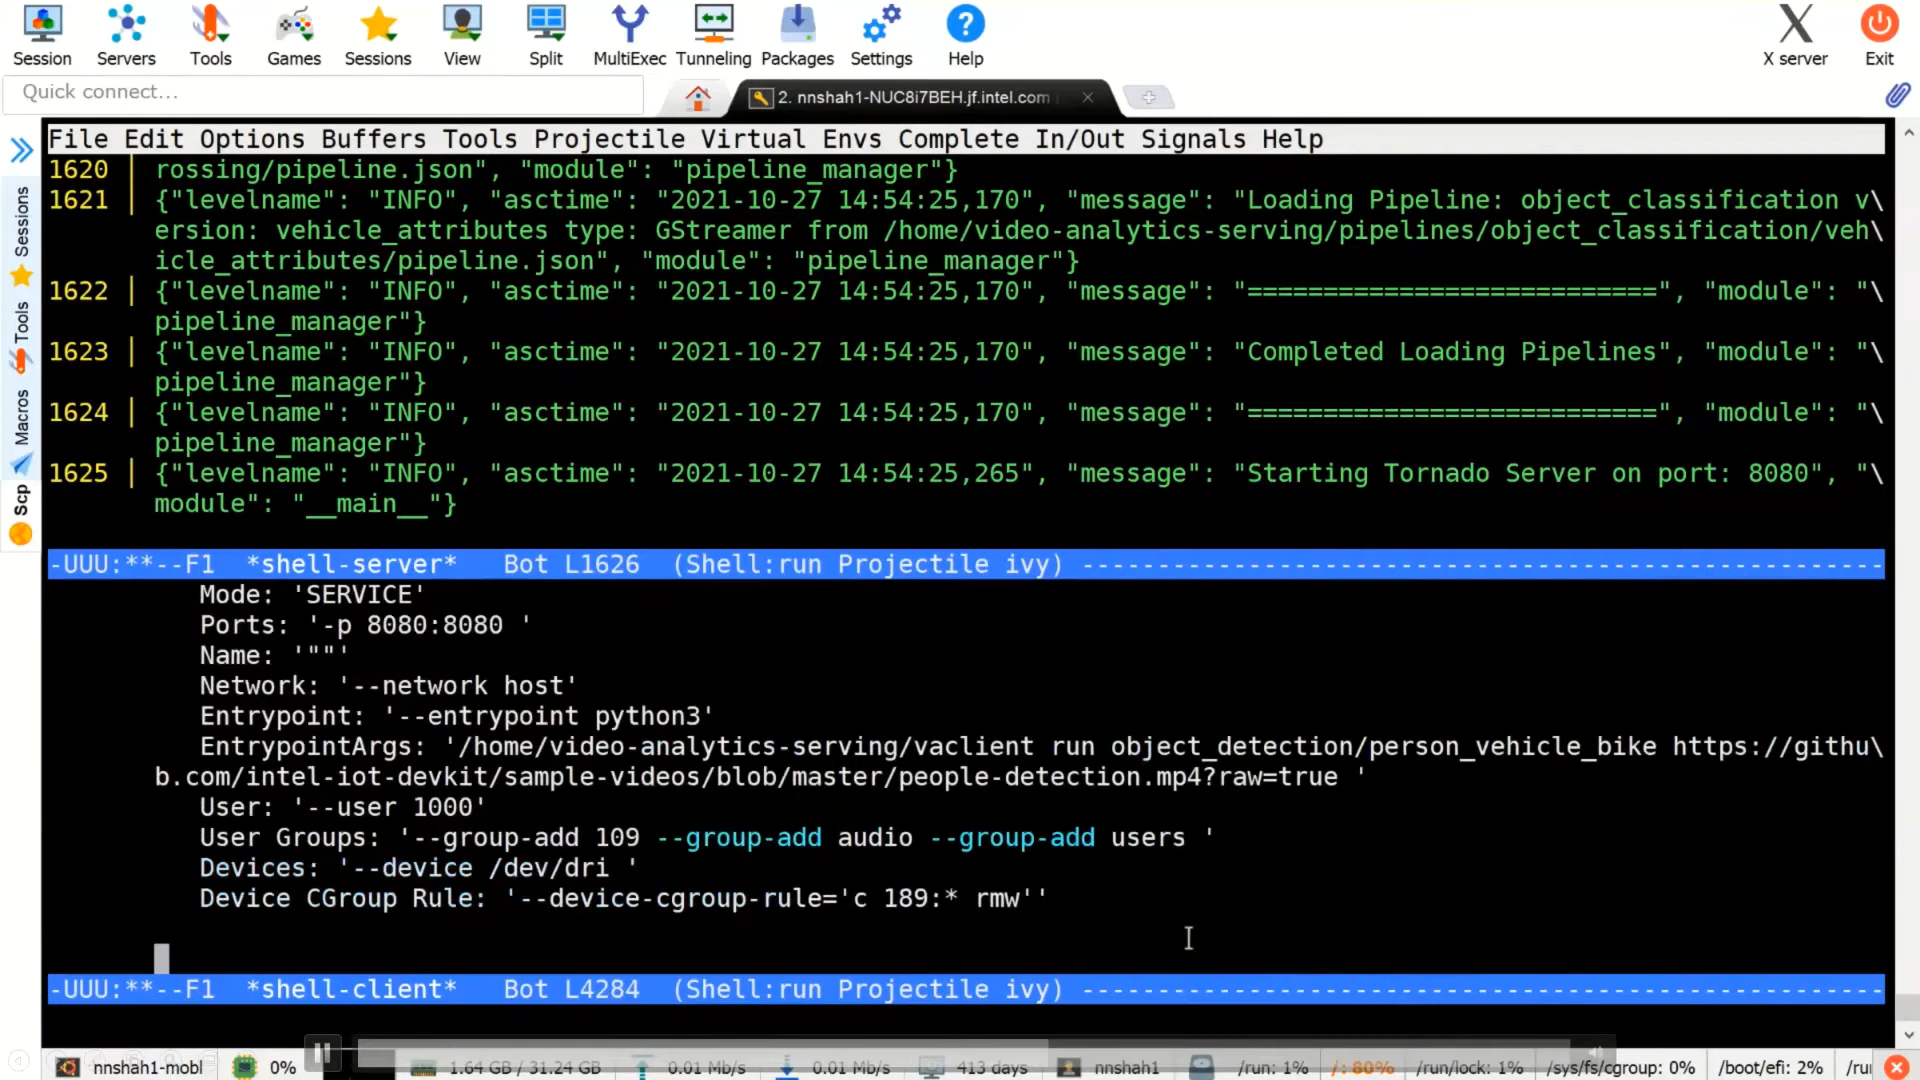 Session Servers Tools Games Sessions View Split MultiExec Tunneling Packages Settings Help X server Exit
Quick connect...
2. nnshah1-NUC8i7BEH.jf.intel.com
File Edit Options Buffers Tools Projectile Virtual Envs Complete In/Out Signals Help
1620 | rossing/pipeline.json", "module": "pipeline_manager"}
1621 | {"levelname": "INFO", "asctime": "2021-10-27 14:54:25,170", "message": "Loading Pipeline: object_classification v\
ersion: vehicle_attributes type: GStreamer from /home/video-analytics-serving/pipelines/object_classification/veh\
icle_attributes/pipeline.json", "module": "pipeline_manager"}
1622 | {"levelname": "INFO", "asctime": "2021-10-27 14:54:25,170", "message": "===========================", "module": "\
pipeline_manager"}
1623 | {"levelname": "INFO", "asctime": "2021-10-27 14:54:25,170", "message": "Completed Loading Pipelines", "module": "\
pipeline_manager"}
1624 | {"levelname": "INFO", "asctime": "2021-10-27 14:54:25,170", "message": "===========================", "module": "\
pipeline_manager"}
1625 | {"levelname": "INFO", "asctime": "2021-10-27 14:54:25,265", "message": "Starting Tornado Server on port: 8080", "\
module": "__main__"}
-UUU:**--F1 *shell-server* Bot L1626 (Shell:run Projectile ivy) -----------------------------------------------------
Mode: 'SERVICE'
Ports: '-p 8080:8080 '
Name: '""'
Network: '--network host'
Entrypoint: '--entrypoint python3'
EntrypointArgs: '/home/video-analytics-serving/vaclient run object_detection/person_vehicle_bike https://githu\
b.com/intel-iot-devkit/sample-videos/blob/master/people-detection.mp4?raw=true '
User: '--user 1000'
User Groups: '--group-add 109 --group-add audio --group-add users '
Devices: '--device /dev/dri '
Device CGroup Rule: '--device-cgroup-rule='c 189:* rmw''
-UUU:**--F1 *shell-client* Bot L4284 (Shell:run Projectile ivy) -----------------------------------------------------
Sessions
Tools
Macros
Scp
nnshah1-mobl 0% 1.64 GB / 31.24 GB 0.01 Mb/s 0.01 Mb/s 413 days nnshah1 /run: 1% /: 80% /run/lock: 1% /sys/fs/cgroup: 0% /boot/efi: 2%